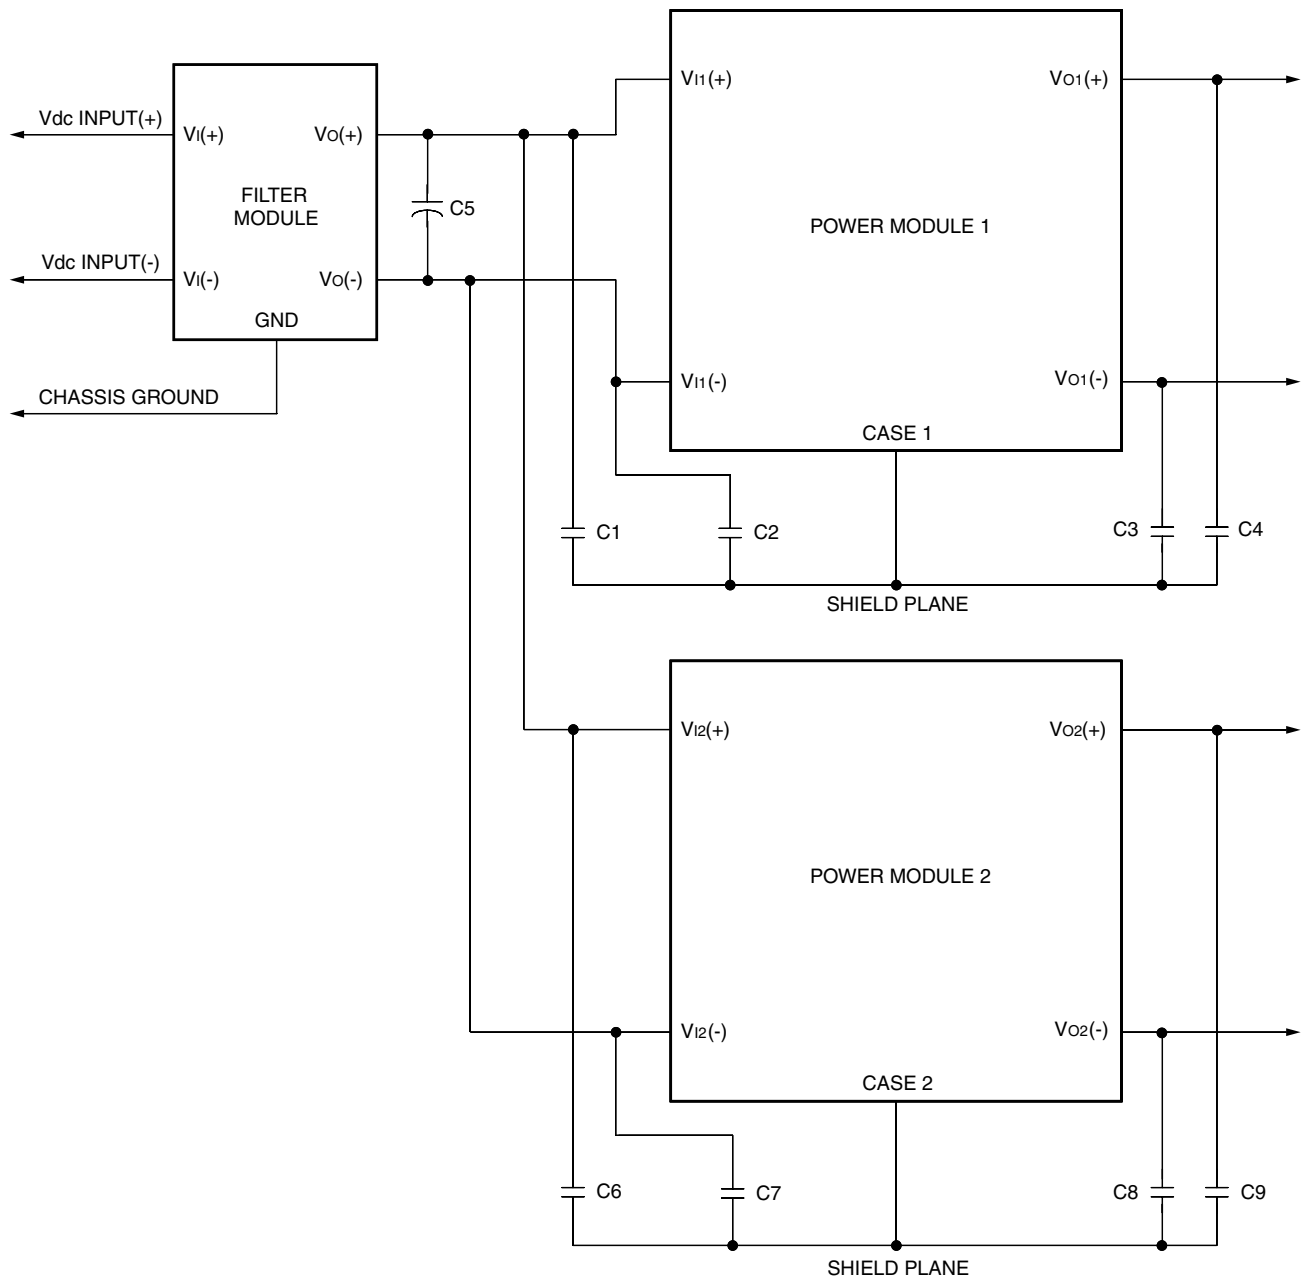 Vdc INPUT(+)
VI(+)
VO(+)
FILTER
MODULE
C5
Vdc INPUT(-)
VI(-)
VO(-)
GND
CHASSIS GROUND
VI1(+)
VO1(+)
POWER MODULE 1
VI1(-)
VO1(-)
CASE 1
C1
C2
C3
C4
SHIELD PLANE
VI2(+)
VO2(+)
POWER MODULE 2
VI2(-)
VO2(-)
CASE 2
C6
C7
C8
C9
SHIELD PLANE